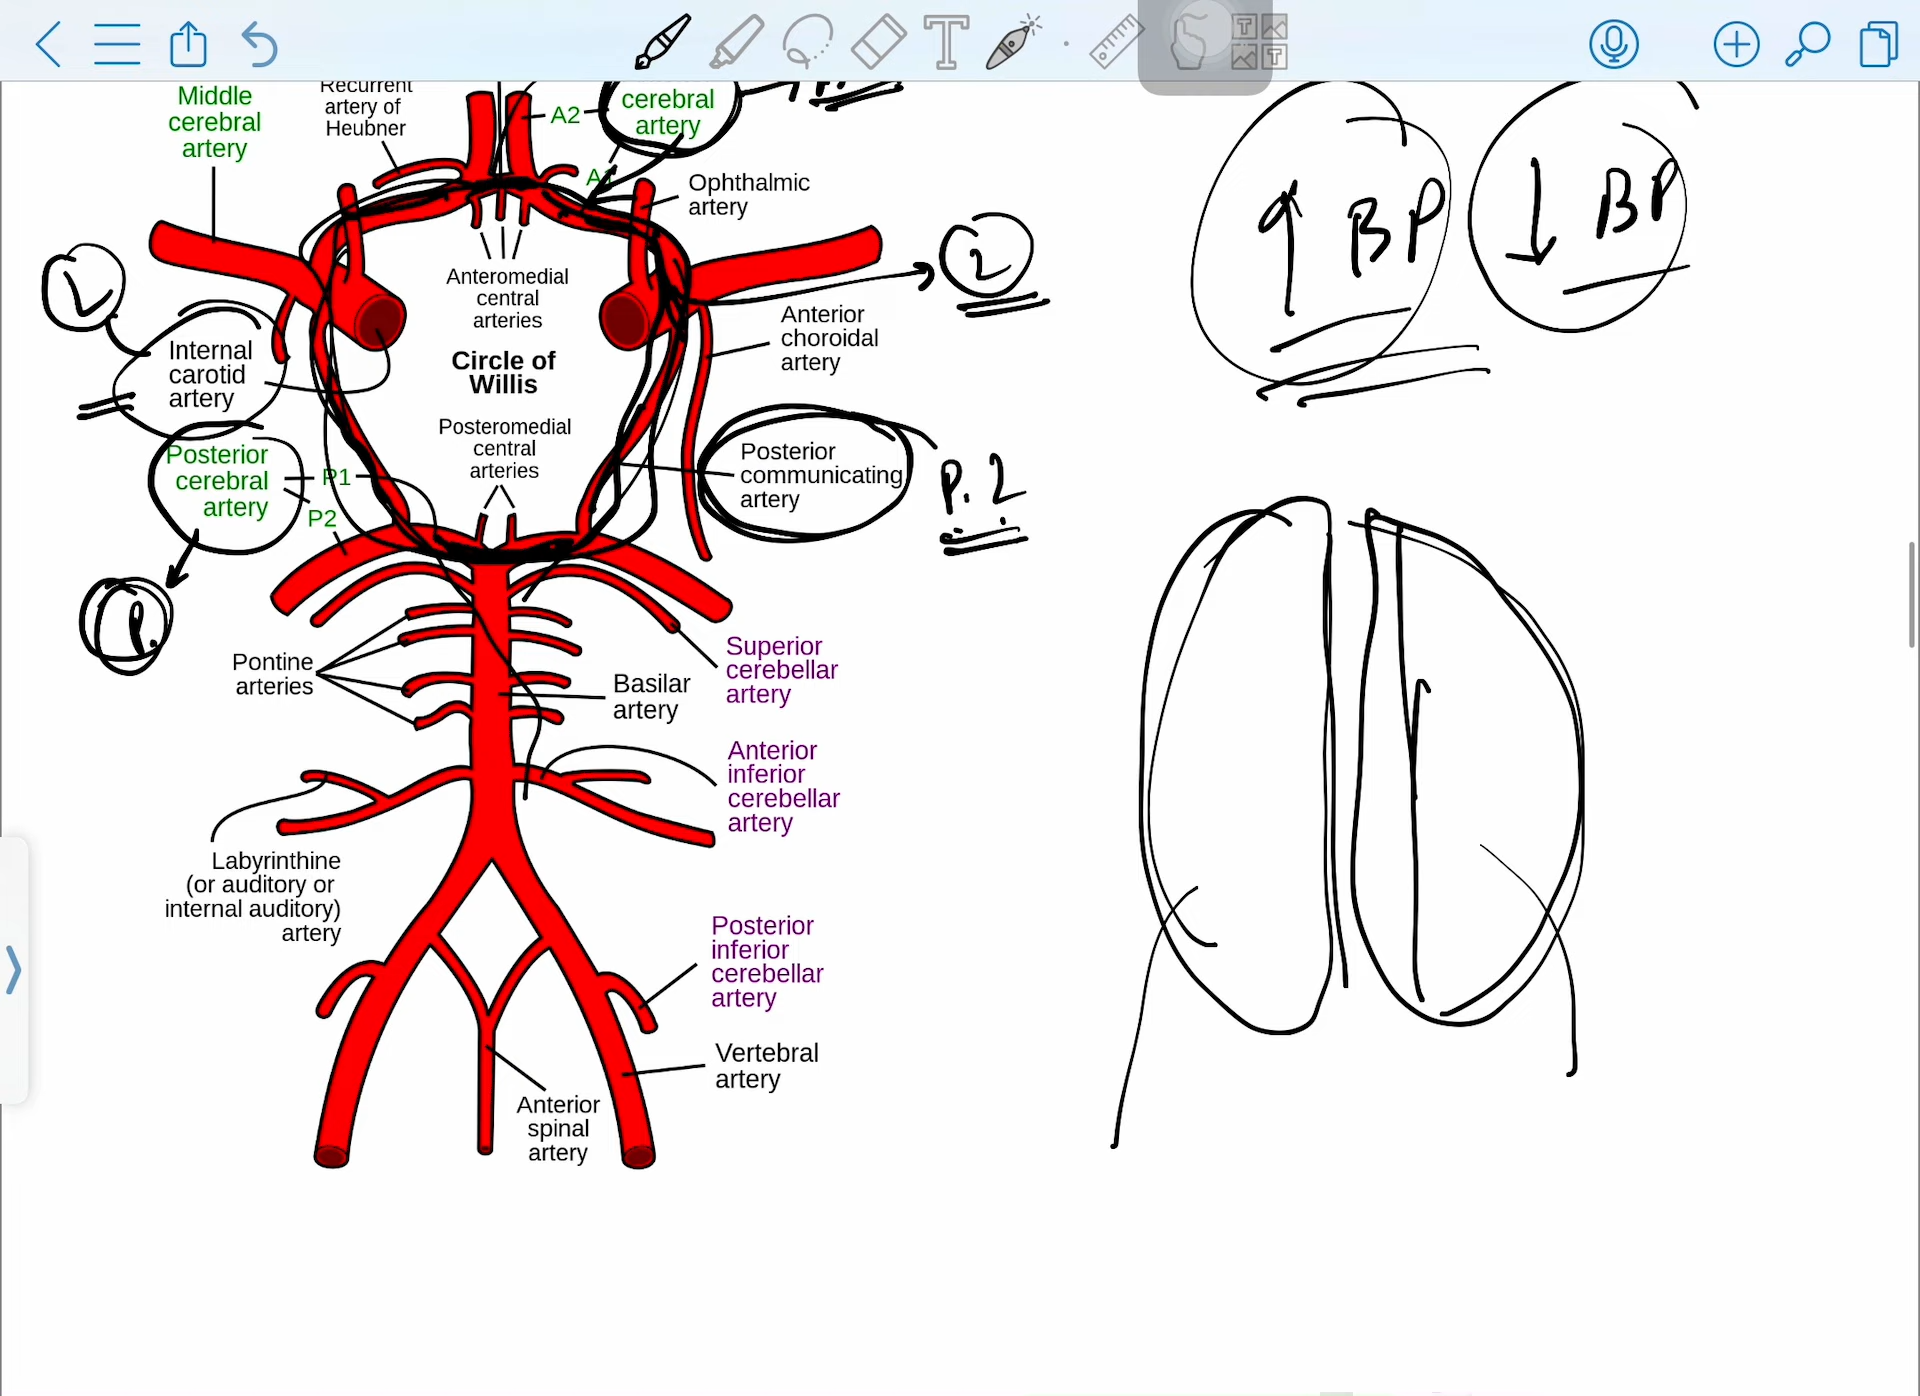 Middle
cerebral
artery
Recurrent
artery of
Heubner
A2
cerebral
artery
A1
Ophthalmic
artery
↑ BP
↓ BP
2
Anteromedial
central
arteries
Anterior
choroidal
artery
Internal
carotid
artery
Circle of
Willis
Posteromedial
central
arteries
Posterior
cerebral
artery
P1
P2
Posterior
communicating
artery
P. 2
Pontine
arteries
Superior
cerebellar
artery
Basilar
artery
Anterior
inferior
cerebellar
artery
Labyrinthine
(or auditory or
internal auditory)
artery
Posterior
inferior
cerebellar
artery
Vertebral
artery
Anterior
spinal
artery